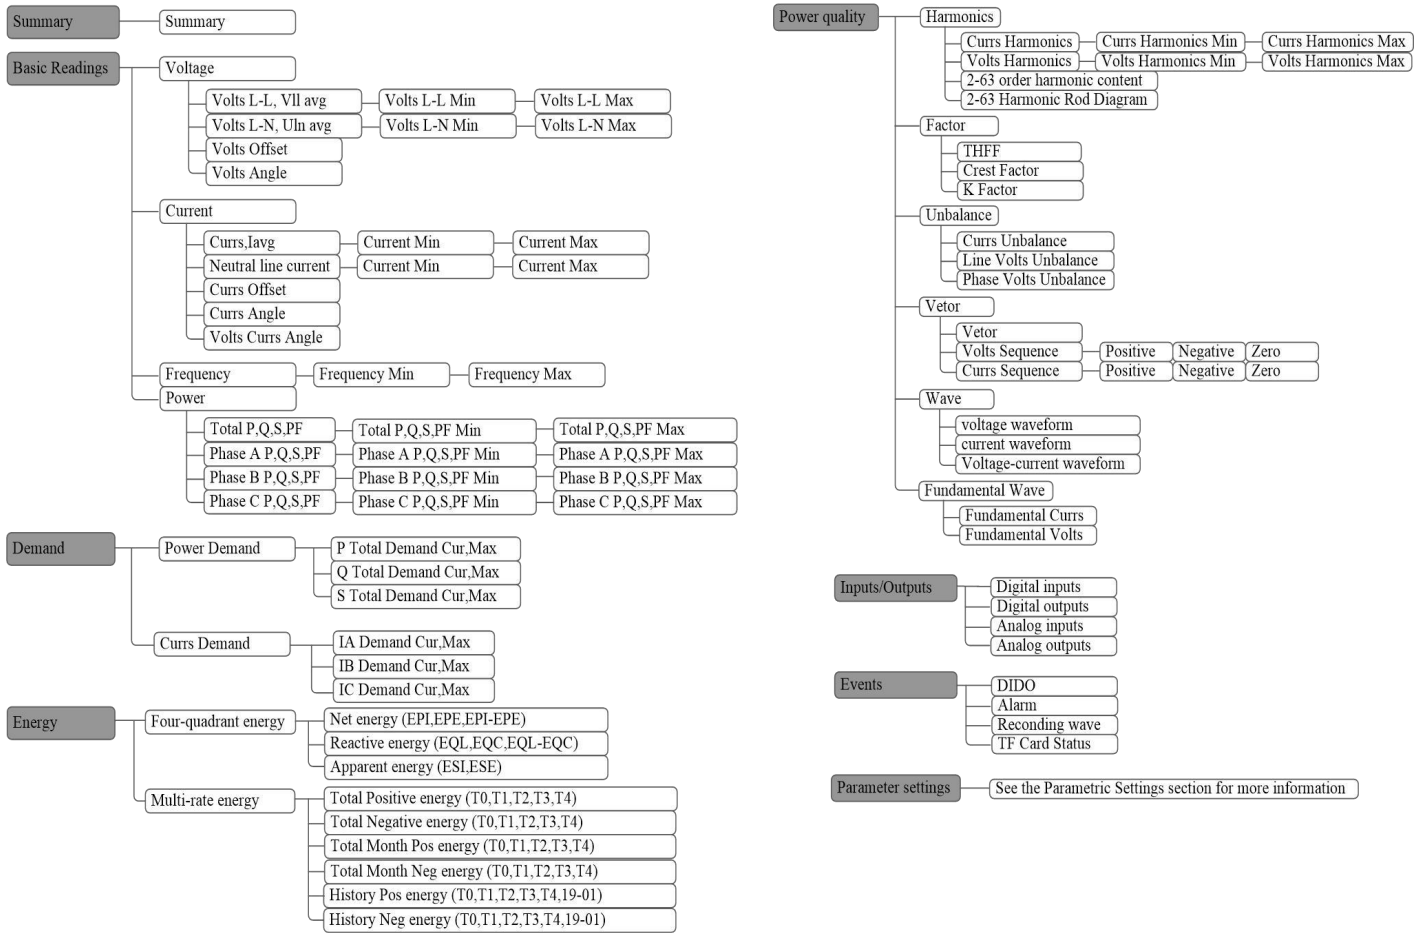 Summary Summary
Basic Readings Voltage
Volts L-L, Vll avg Volts L-L Min Volts L-L Max
Volts L-N, Uln avg Volts L-N Min Volts L-N Max
Volts Offset
Volts Angle
Current
Currs,Iavg Current Min Current Max
Neutral line current Current Min Current Max
Currs Offset
Currs Angle
Volts Currs Angle
Frequency Frequency Min Frequency Max
Power
Total P,Q,S,PF Total P,Q,S,PF Min Total P,Q,S,PF Max
Phase A P,Q,S,PF Phase A P,Q,S,PF Min Phase A P,Q,S,PF Max
Phase B P,Q,S,PF Phase B P,Q,S,PF Min Phase B P,Q,S,PF Max
Phase C P,Q,S,PF Phase C P,Q,S,PF Min Phase C P,Q,S,PF Max
Demand Power Demand P Total Demand Cur,Max
Q Total Demand Cur,Max
S Total Demand Cur,Max
Currs Demand IA Demand Cur,Max
IB Demand Cur,Max
IC Demand Cur,Max
Energy Four-quadrant energy Net energy (EPI,EPE,EPI-EPE)
Reactive energy (EQL,EQC,EQL-EQC)
Apparent energy (ESI,ESE)
Multi-rate energy Total Positive energy (T0,T1,T2,T3,T4)
Total Negative energy (T0,T1,T2,T3,T4)
Total Month Pos energy (T0,T1,T2,T3,T4)
Total Month Neg energy (T0,T1,T2,T3,T4)
History Pos energy (T0,T1,T2,T3,T4,19-01)
History Neg energy (T0,T1,T2,T3,T4,19-01)
Power quality Harmonics
Currs Harmonics Currs Harmonics Min Currs Harmonics Max
Volts Harmonics Volts Harmonics Min Volts Harmonics Max
2-63 order harmonic content
2-63 Harmonic Rod Diagram
Factor
THFF
Crest Factor
K Factor
Unbalance
Currs Unbalance
Line Volts Unbalance
Phase Volts Unbalance
Vetor
Vetor
Volts Sequence Positive Negative Zero
Currs Sequence Positive Negative Zero
Wave
voltage waveform
current waveform
Voltage-current waveform
Fundamental Wave
Fundamental Currs
Fundamental Volts
Inputs/Outputs Digital inputs
Digital outputs
Analog inputs
Analog outputs
Events DIDO
Alarm
Reconding wave
TF Card Status
Parameter settings See the Parametric Settings section for more information